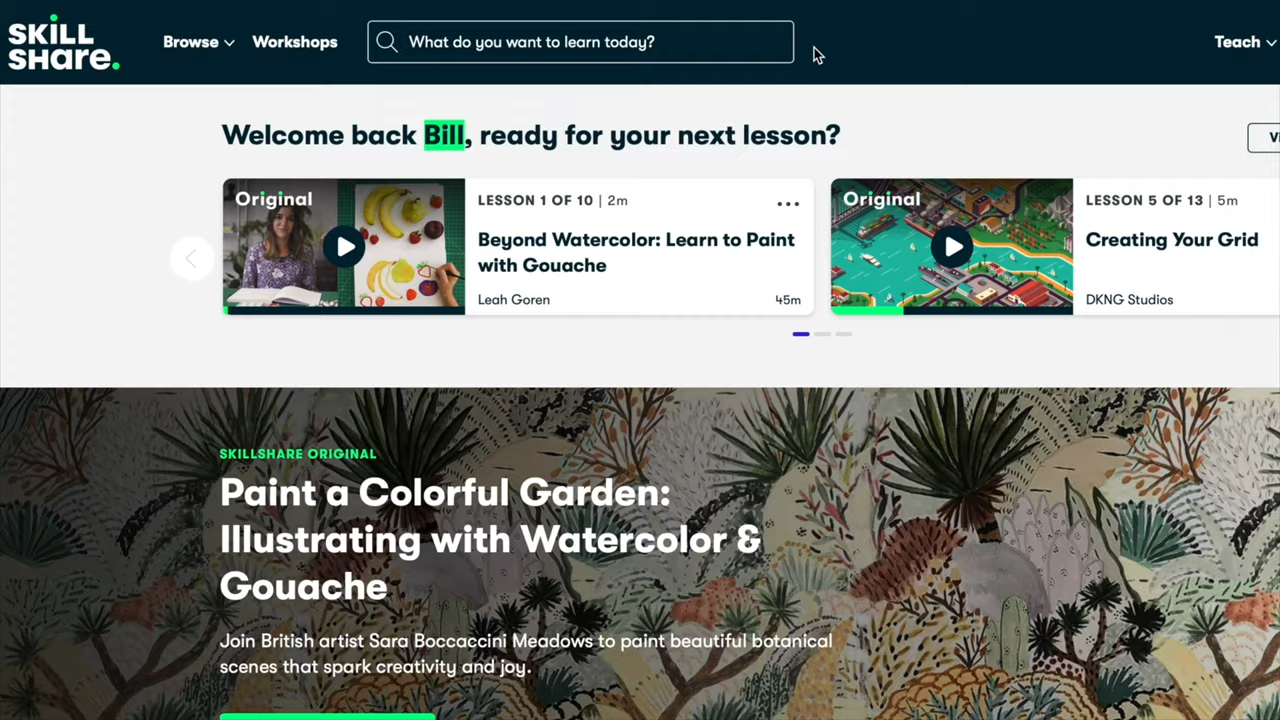 SKILL
SHARE.
Browse
Workshops
What do you want to learn today?
Teach
Welcome back Bill, ready for your next lesson?
Original
LESSON 1 OF 10 | 2m
Beyond Watercolor: Learn to Paint
with Gouache
Leah Goren
45m
Original
LESSON 5 OF 13 | 5m
Creating Your Grid
DKNG Studios
SKILLSHARE ORIGINAL
Paint a Colorful Garden:
Illustrating with Watercolor &
Gouache
Join British artist Sara Boccaccini Meadows to paint beautiful botanical
scenes that spark creativity and joy.